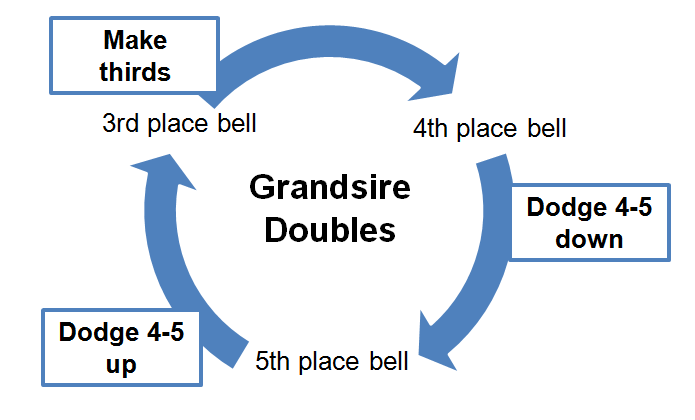 Make
thirds
3rd place bell
4th place bell
Grandsire
Doubles
Dodge 4-5
down
Dodge 4-5
up
5th place bell